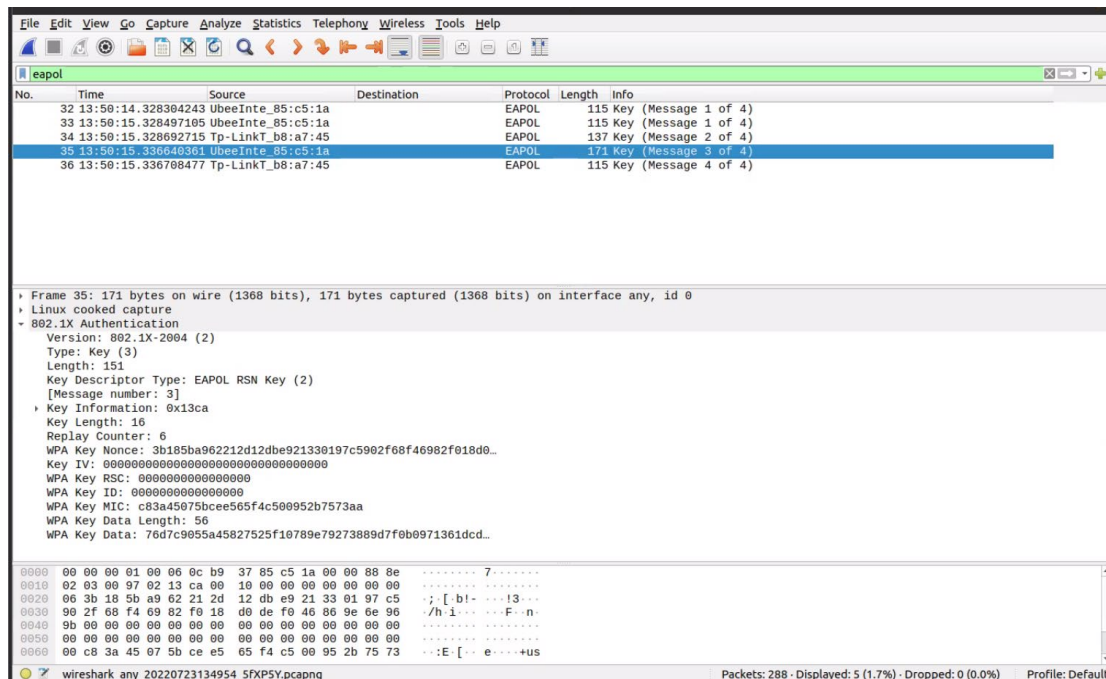 File Edit View Go Capture Analyze Statistics Telephony Wireless Tools Help
eapol
No. Time Source Destination Protocol Length Info
32 13:50:14.328304243 UbeeInte_85:c5:1a EAPOL 115 Key (Message 1 of 4)
33 13:50:15.328497105 UbeeInte_85:c5:1a EAPOL 115 Key (Message 1 of 4)
34 13:50:15.328692715 Tp-LinkT_b8:a7:45 EAPOL 137 Key (Message 2 of 4)
35 13:50:15.336640361 UbeeInte_85:c5:1a EAPOL 171 Key (Message 3 of 4)
36 13:50:15.336708477 Tp-LinkT_b8:a7:45 EAPOL 115 Key (Message 4 of 4)
Frame 35: 171 bytes on wire (1368 bits), 171 bytes captured (1368 bits) on interface any, id 0
Linux cooked capture
802.1X Authentication
Version: 802.1X-2004 (2)
Type: Key (3)
Length: 151
Key Descriptor Type: EAPOL RSN Key (2)
[Message number: 3]
Key Information: 0x13ca
Key Length: 16
Replay Counter: 6
WPA Key Nonce: 3b185ba962212d12dbe921330197c5902f68f46982f018d0…
Key IV: 00000000000000000000000000000000
WPA Key RSC: 0000000000000000
WPA Key ID: 0000000000000000
WPA Key MIC: c83a45075bcee565f4c500952b7573aa
WPA Key Data Length: 56
WPA Key Data: 76d7c9055a45827525f10789e79273889d7f0b0971361dcd…
0000 00 00 00 01 00 06 0c b9 37 85 c5 1a 00 00 88 8e ········ 7·······
0010 02 03 00 97 02 13 ca 00 10 00 00 00 00 00 00 00 ········ ········
0020 06 3b 18 5b a9 62 21 2d 12 db e9 21 33 01 97 c5 ·;·[·b!- ···!3···
0030 90 2f 68 f4 69 82 f0 18 d0 de f0 46 86 9e 6e 96 ·/h·i··· ···F··n·
0040 9b 00 00 00 00 00 00 00 00 00 00 00 00 00 00 00 ········ ········
0050 00 00 00 00 00 00 00 00 00 00 00 00 00 00 00 00 ········ ········
0060 00 c8 3a 45 07 5b ce e5 65 f4 c5 00 95 2b 75 73 ··:E·[·· e····+us
wireshark_any_20220723134954_5fXP5Y.pcapng Packets: 288 · Displayed: 5 (1.7%) · Dropped: 0 (0.0%) Profile: Default